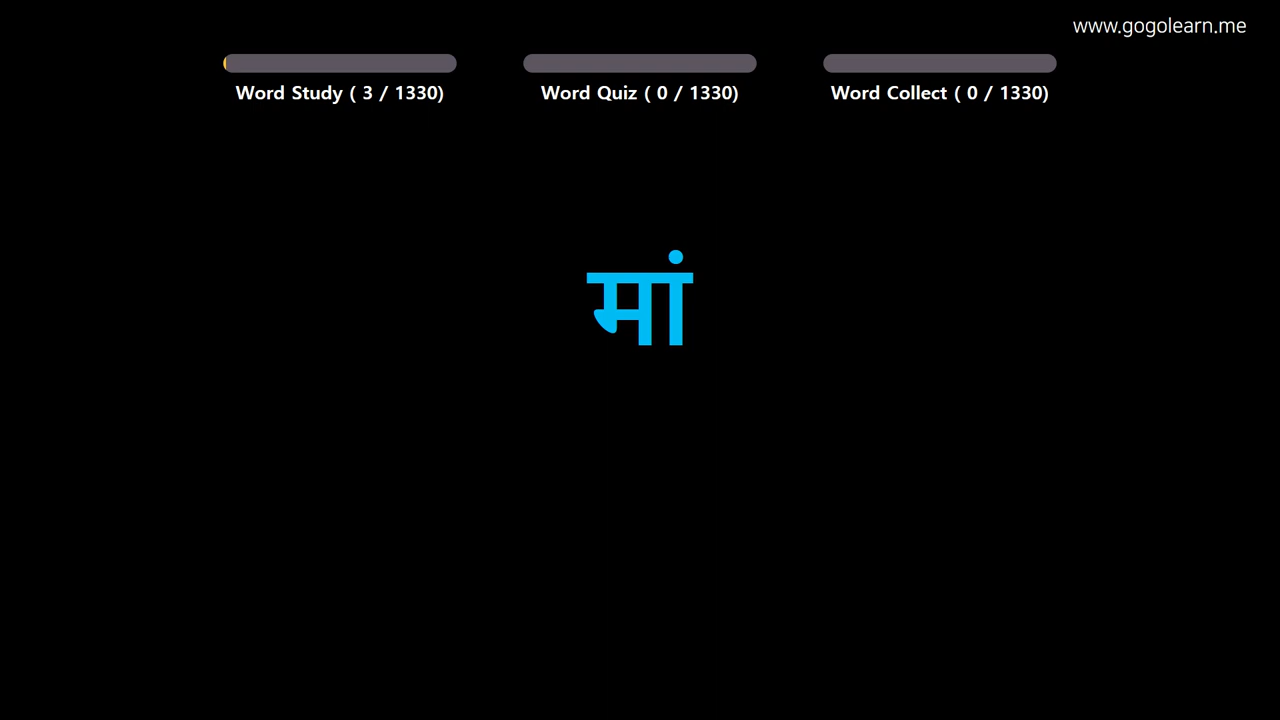 www.gogolearn.me
Word Study ( 3 / 1330)
Word Quiz ( 0 / 1330)
Word Collect ( 0 / 1330)
मां